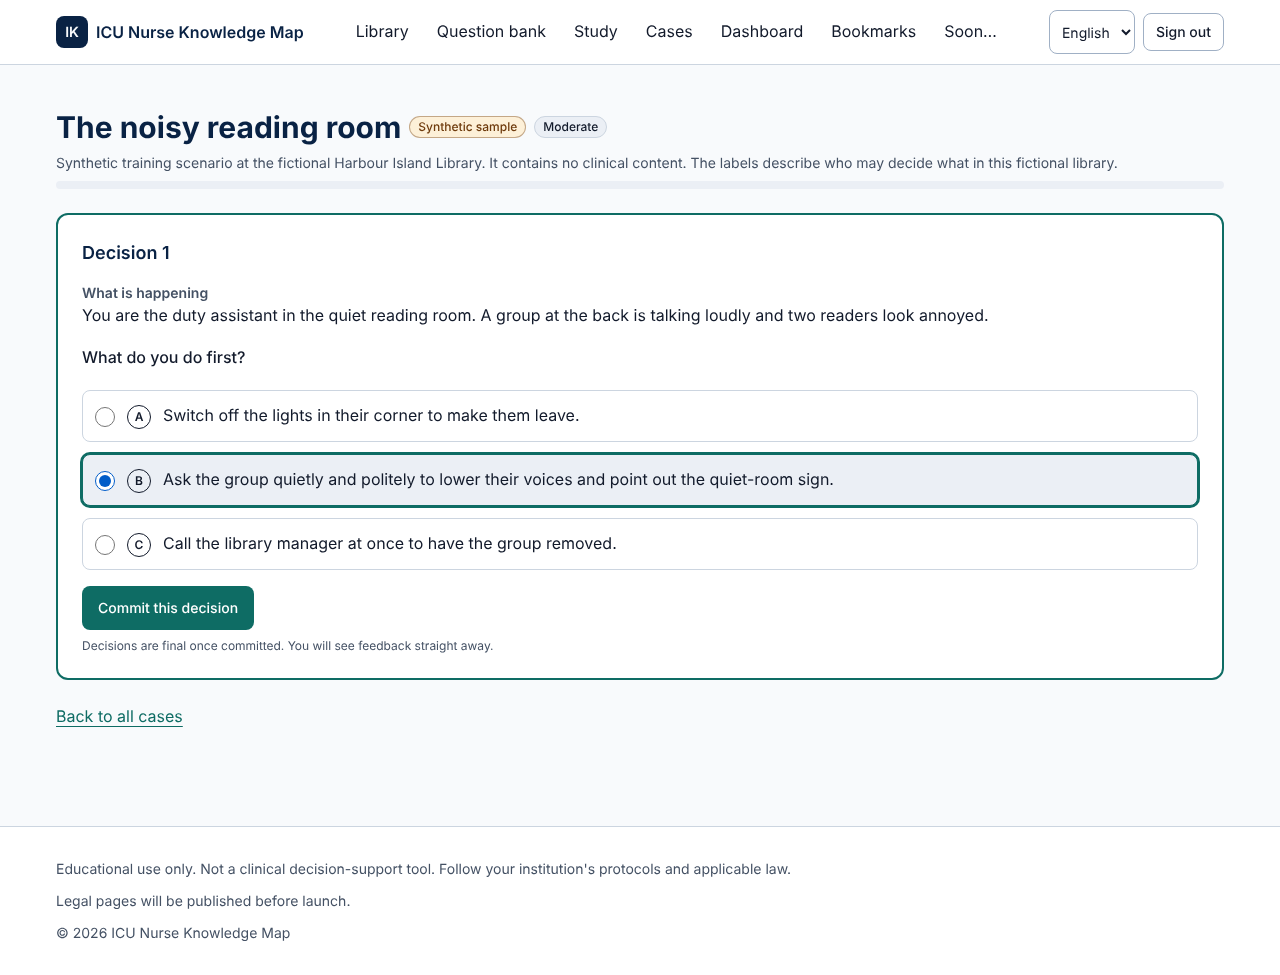 IK ICU Nurse Knowledge Map Library Question bank Study Cases Dashboard Bookmarks Soon... English Sign out
The noisy reading room Synthetic sample Moderate
Synthetic training scenario at the fictional Harbour Island Library. It contains no clinical content. The labels describe who may decide what in this fictional library.
Decision 1
What is happening
You are the duty assistant in the quiet reading room. A group at the back is talking loudly and two readers look annoyed.
What do you do first?
A Switch off the lights in their corner to make them leave.
B Ask the group quietly and politely to lower their voices and point out the quiet-room sign.
C Call the library manager at once to have the group removed.
Commit this decision
Decisions are final once committed. You will see feedback straight away.
Back to all cases
Educational use only. Not a clinical decision-support tool. Follow your institution's protocols and applicable law.
Legal pages will be published before launch.
© 2026 ICU Nurse Knowledge Map